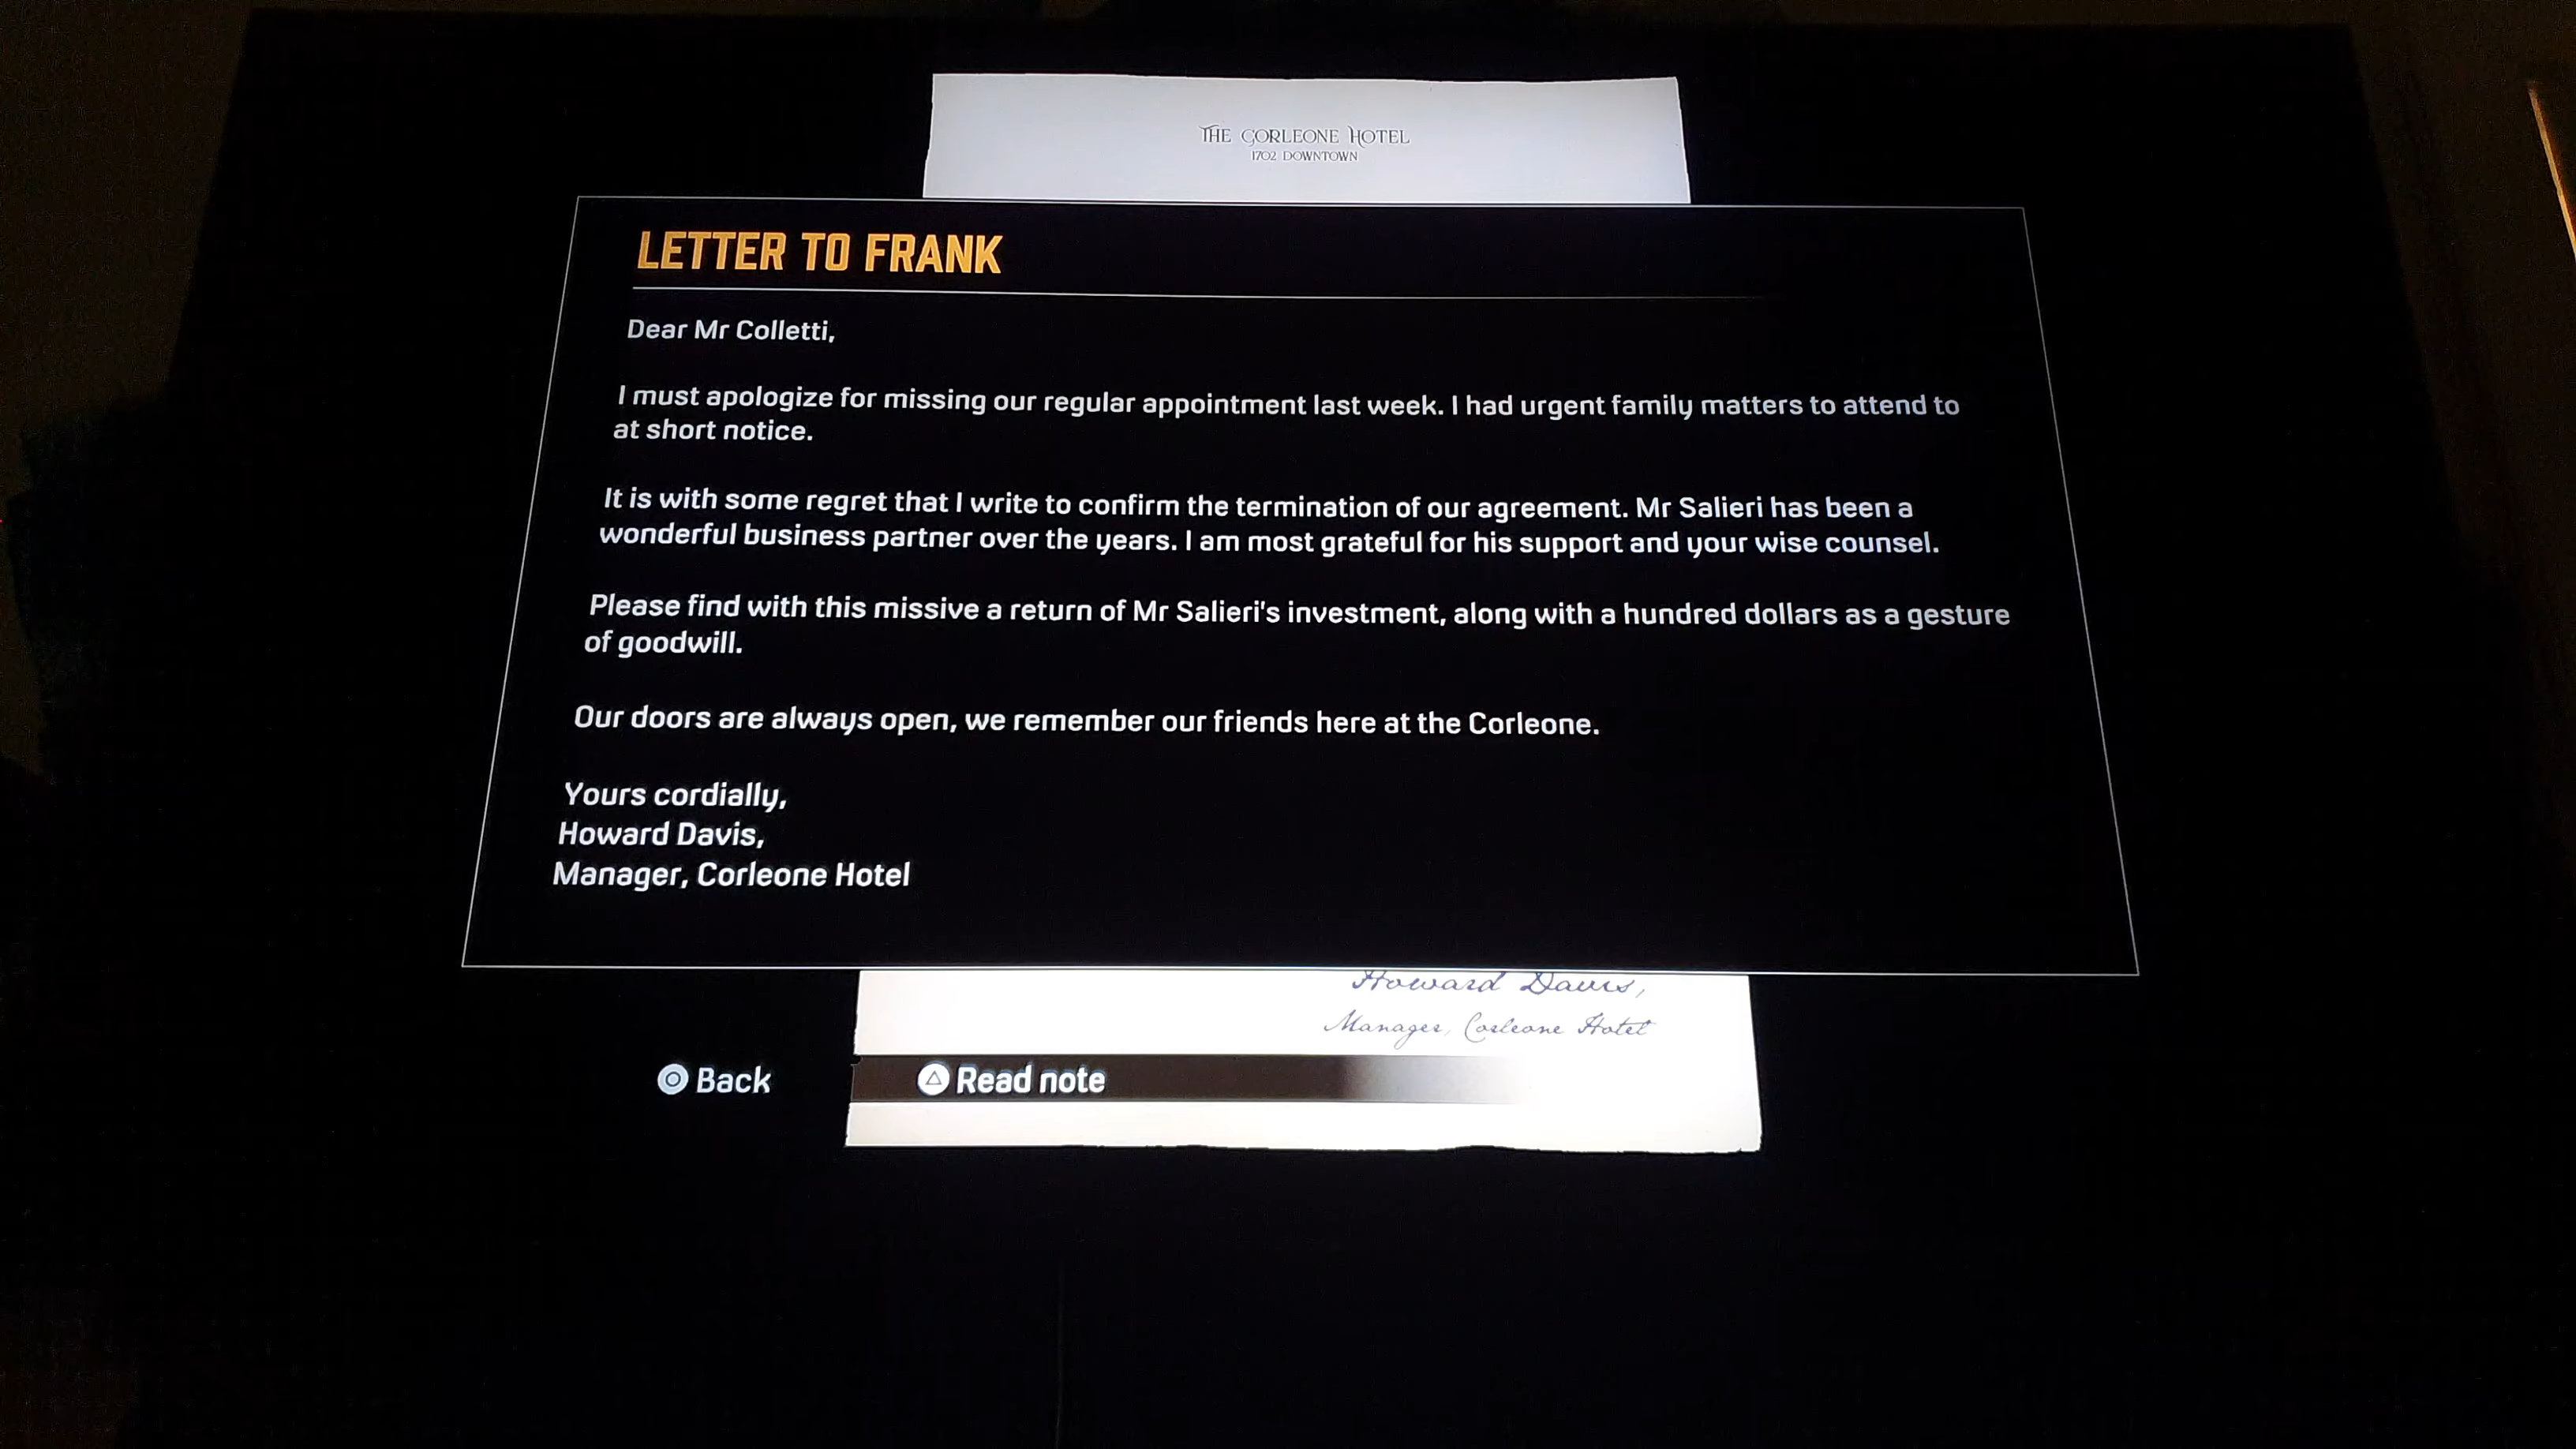 THE CORLEONE HOTEL
1702 DOWNTOWN
LETTER TO FRANK
Dear Mr Colletti,
I must apologize for missing our regular appointment last week. I had urgent family matters to attend to
at short notice.
It is with some regret that I write to confirm the termination of our agreement. Mr Salieri has been a
wonderful business partner over the years. I am most grateful for his support and your wise counsel.
Please find with this missive a return of Mr Salieri's investment, along with a hundred dollars as a gesture
of goodwill.
Our doors are always open, we remember our friends here at the Corleone.
Yours cordially,
Howard Davis,
Manager, Corleone Hotel
Howard Davis,
Manager, Corleone Hotel
Back
Read note